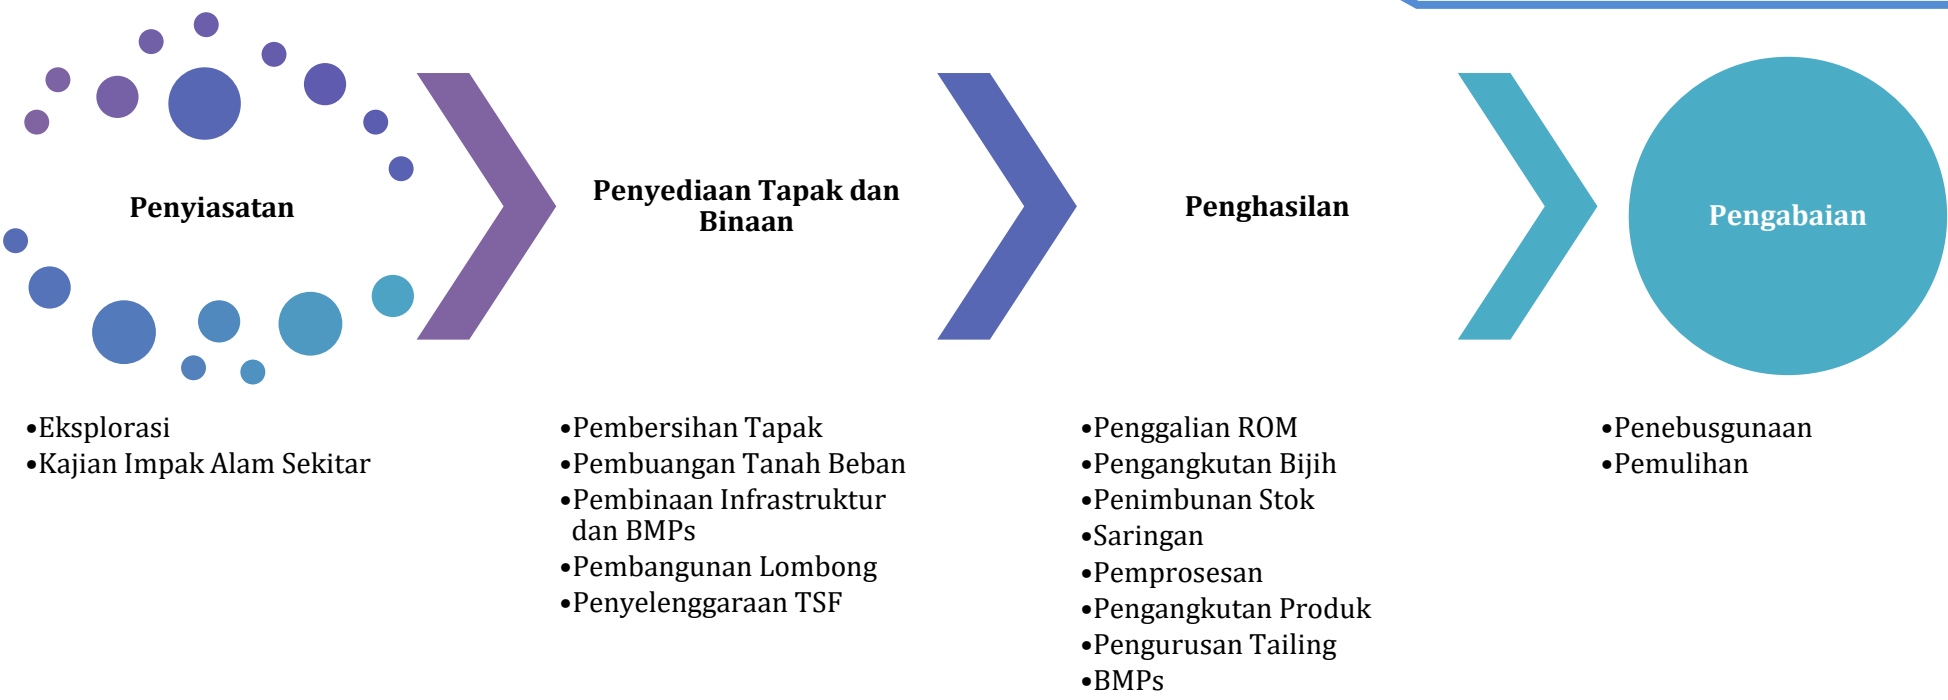 Penyiasatan
Penyediaan Tapak dan
Binaan
Penghasilan
Pengabaian
•Eksplorasi
•Kajian Impak Alam Sekitar
•Pembersihan Tapak
•Pembuangan Tanah Beban
•Pembinaan Infrastruktur
dan BMPs
•Pembangunan Lombong
•Penyelenggaraan TSF
•Penggalian ROM
•Pengangkutan Bijih
•Penimbunan Stok
•Saringan
•Pemprosesan
•Pengangkutan Produk
•Pengurusan Tailing
•BMPs
•Penebusgunaan
•Pemulihan